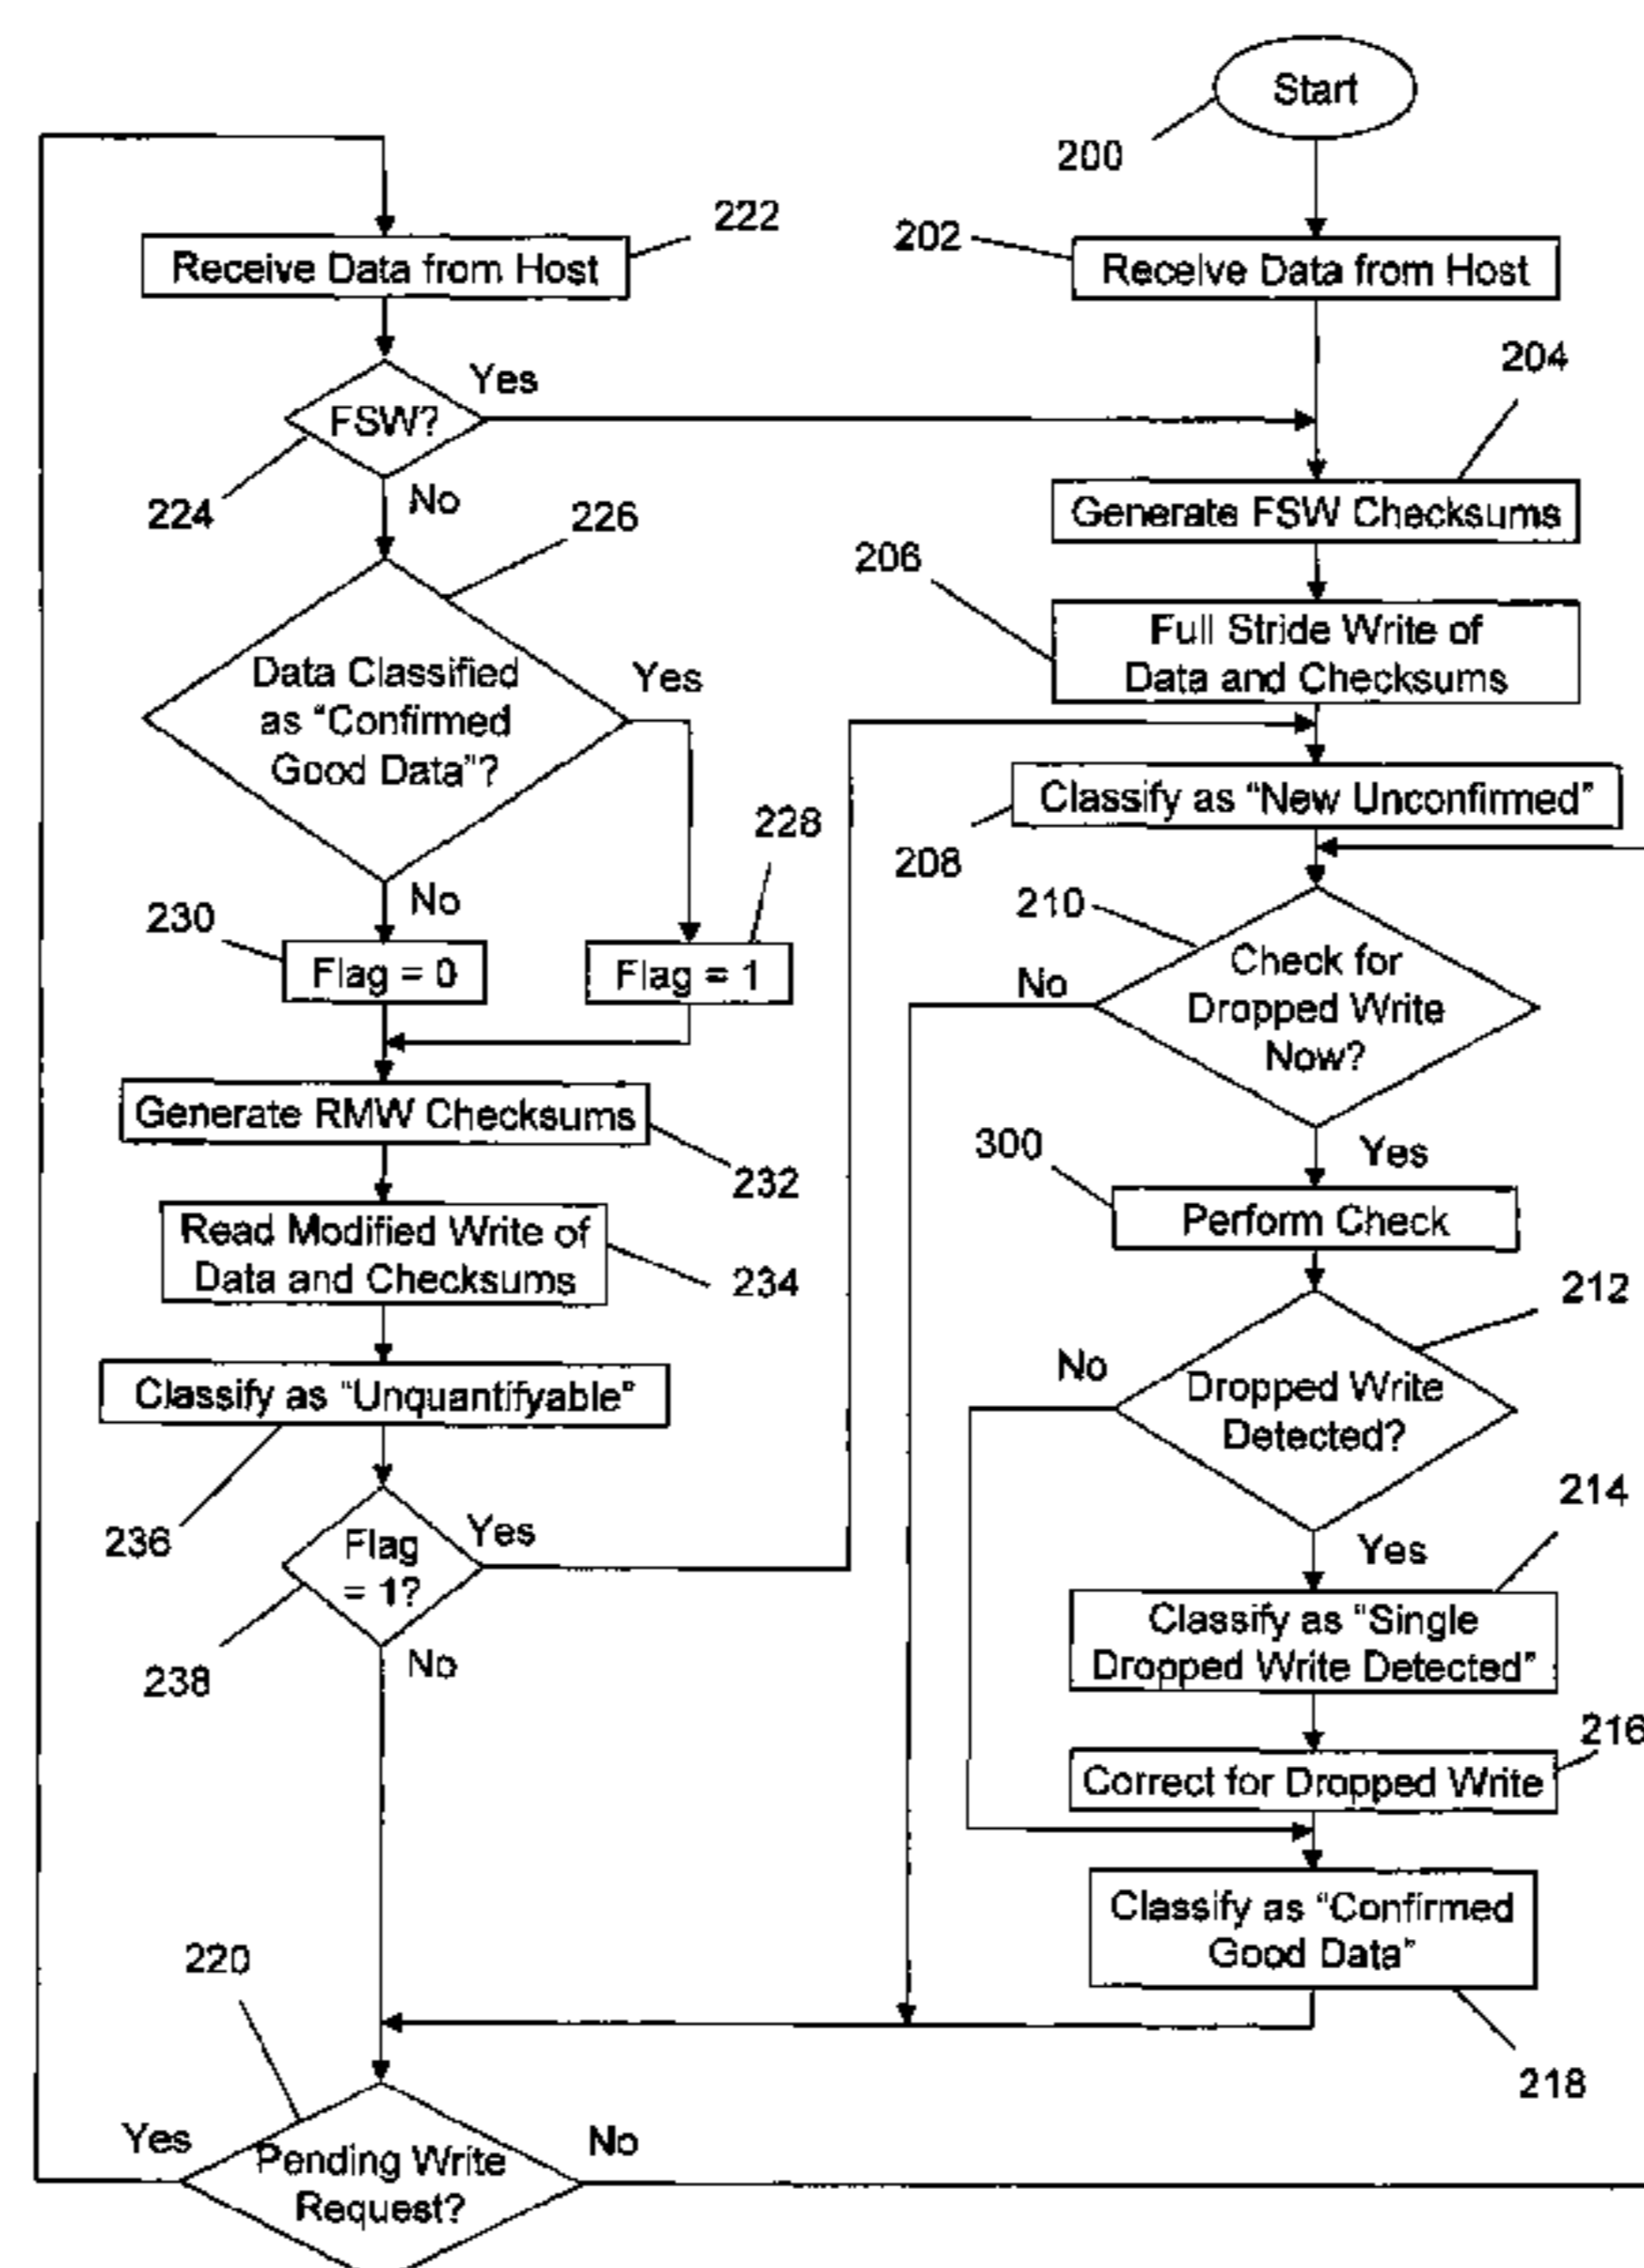 Start
200
222
Receive Data from Host
202
Receive Data from Host
204
FSW?
Yes
No
224
Generate FSW Checksums
226
206
Full Stride Write of
Data and Checksums
Data Classified
as “Confirmed
Good Data”?
Yes
No
Classify as “New Unconfirmed”
208
228
230
Flag = 0
Flag = 1
210
Check for
Dropped Write
Now?
No
Yes
Generate RMW Checksums
232
300
Perform Check
Read Modified Write of
Data and Checksums
234
212
Dropped Write
Detected?
No
Yes
Classify as “Unquantifyable”
236
214
Flag
= 1?
Yes
No
238
Classify as “Single
Dropped Write Detected”
216
Correct for Dropped Write
Classify as “Confirmed
Good Data”
218
220
Yes
Pending Write
Request?
No